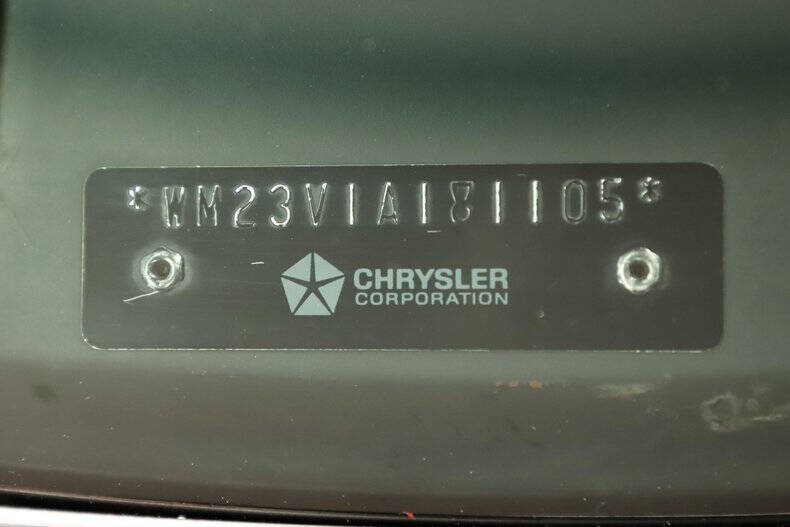 *WM23V1A181105*
CHRYSLER
CORPORATION